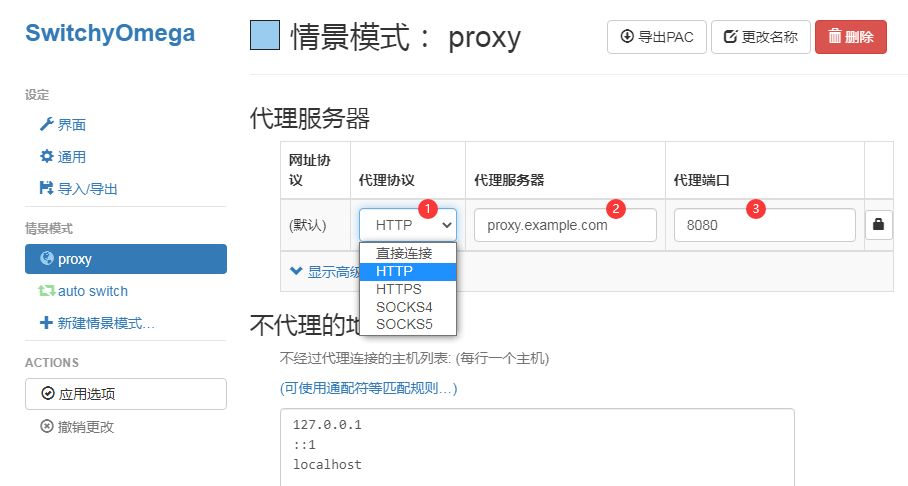 SwitchyOmega
设定
界面
通用
导入/导出
情景模式
proxy
auto switch
新建情景模式…
ACTIONS
应用选项
撤销更改
情景模式： proxy
导出PAC
更改名称
删除
代理服务器
网址协议
代理协议
代理服务器
代理端口
(默认)
HTTP
1
proxy.example.com
2
8080
3
直接连接
HTTP
HTTPS
SOCKS4
SOCKS5
显示高级
不代理的
不经过代理连接的主机列表: (每行一个主机)
(可使用通配符等匹配规则…)
127.0.0.1
::1
localhost